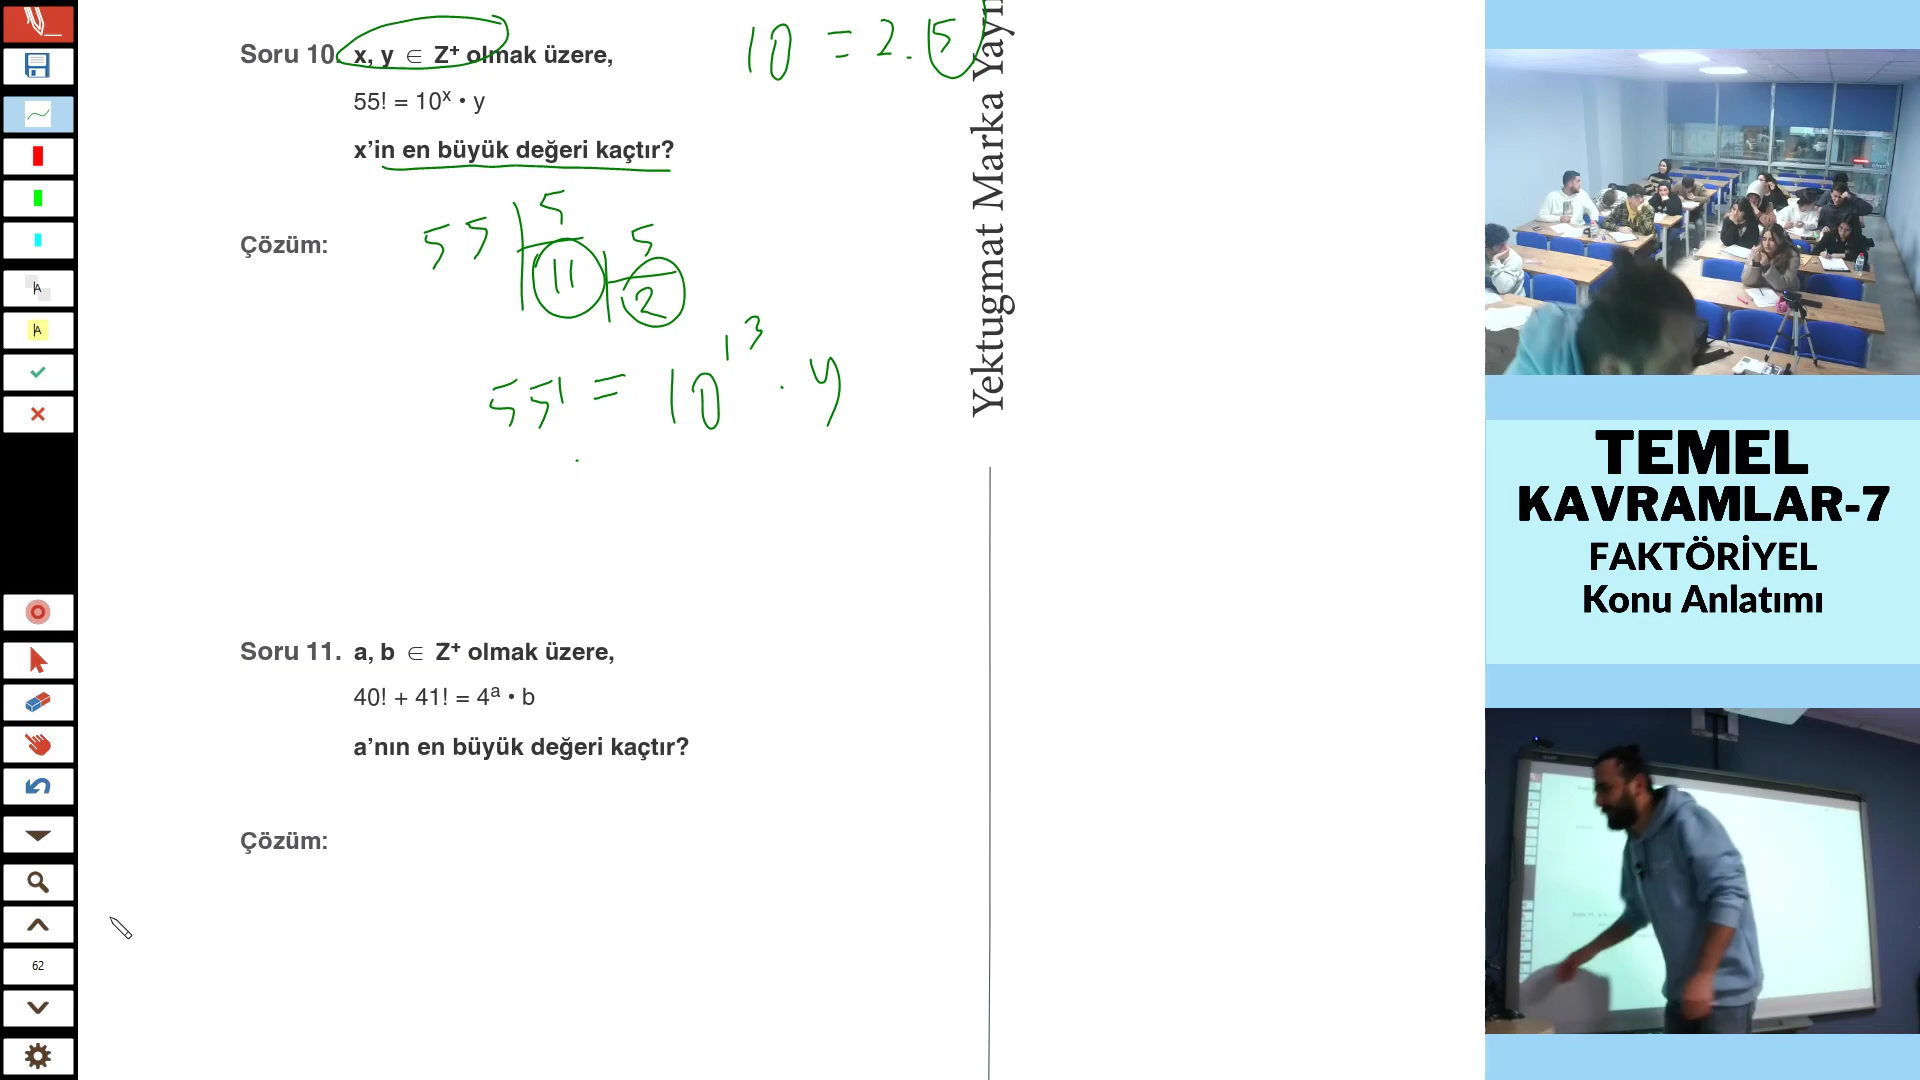 Soru 10. x, y ∈ Z⁺ olmak üzere,
10 = 2.5
55! = 10ˣ • y
x’in en büyük değeri kaçtır?
Çözüm:
55 5
11 5
2
55! = 10¹³ . y
Yektugmat Marka Yayı
Soru 11. a, b ∈ Z⁺ olmak üzere,
40! + 41! = 4ᵃ • b
a’nın en büyük değeri kaçtır?
Çözüm:
62
TEMEL
KAVRAMLAR-7
FAKTÖRİYEL
Konu Anlatımı